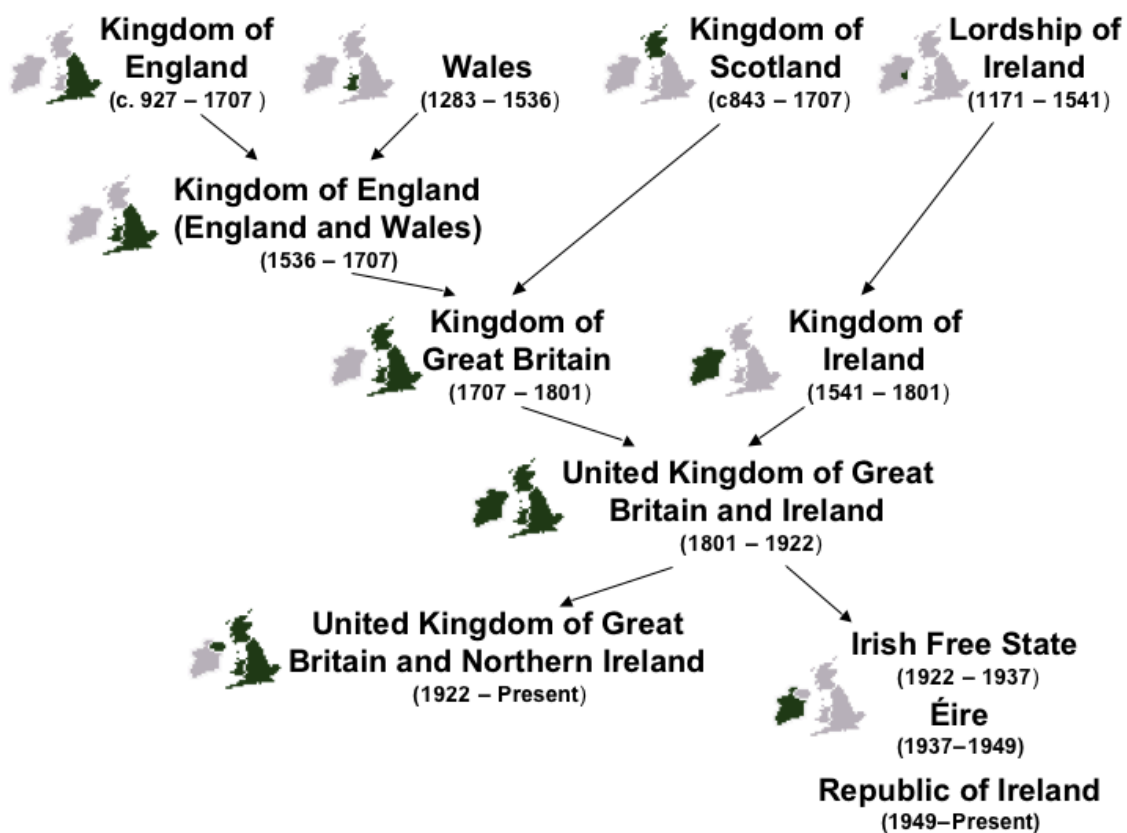 Kingdom of
England
(c. 927 – 1707 )
Wales
(1283 – 1536)
Kingdom of
Scotland
(c843 – 1707)
Lordship of
Ireland
(1171 – 1541)
Kingdom of England
(England and Wales)
(1536 – 1707)
Kingdom of
Great Britain
(1707 – 1801)
Kingdom of
Ireland
(1541 – 1801)
United Kingdom of Great
Britain and Ireland
(1801 – 1922)
United Kingdom of Great
Britain and Northern Ireland
(1922 – Present)
Irish Free State
(1922 – 1937)
Éire
(1937–1949)
Republic of Ireland
(1949–Present)